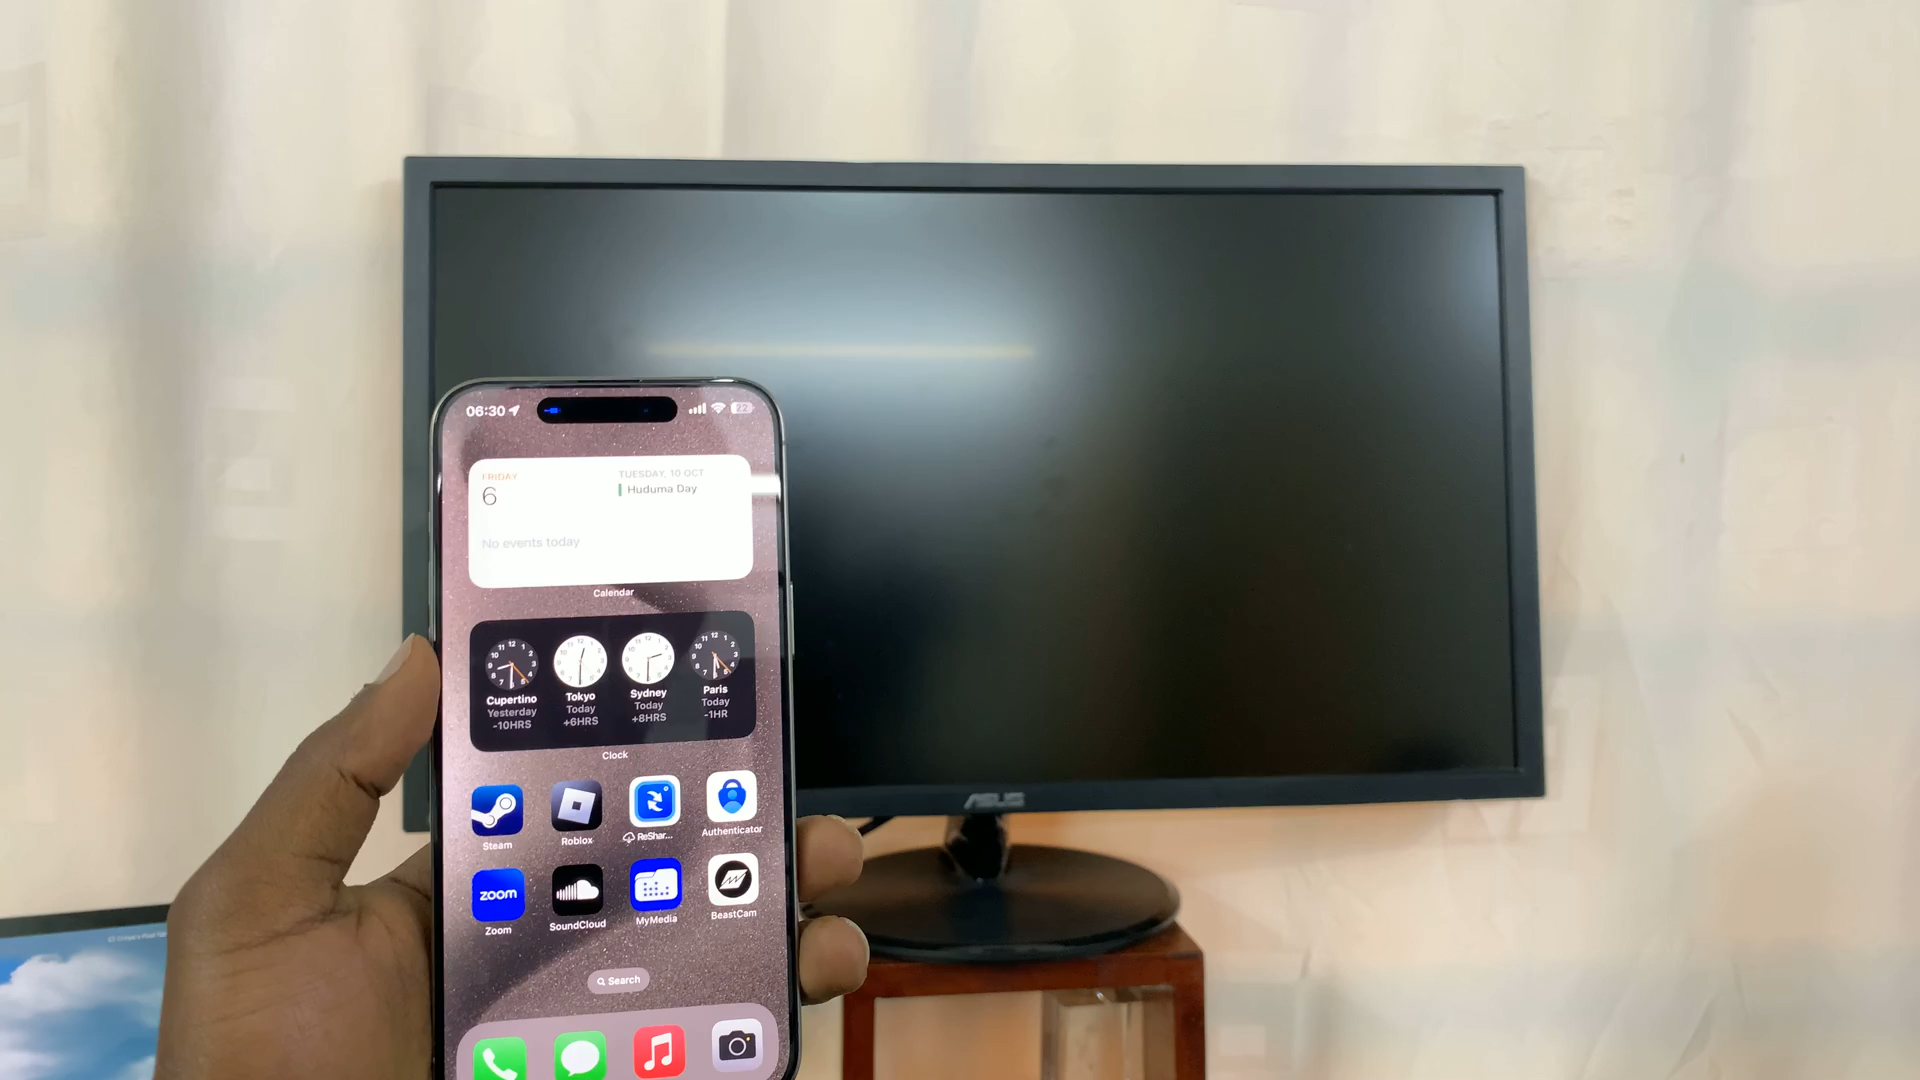 ASUS
06:30
22
FRIDAY
6
No events today
TUESDAY, 10 OCT
Huduma Day
Calendar
Cupertino
Yesterday
-10HRS
Tokyo
Today
+6HRS
Sydney
Today
+8HRS
Paris
Today
-1HR
Clock
Steam
Roblox
ReShar...
Authenticator
zoom
Zoom
SoundCloud
MyMedia
BeastCam
Search